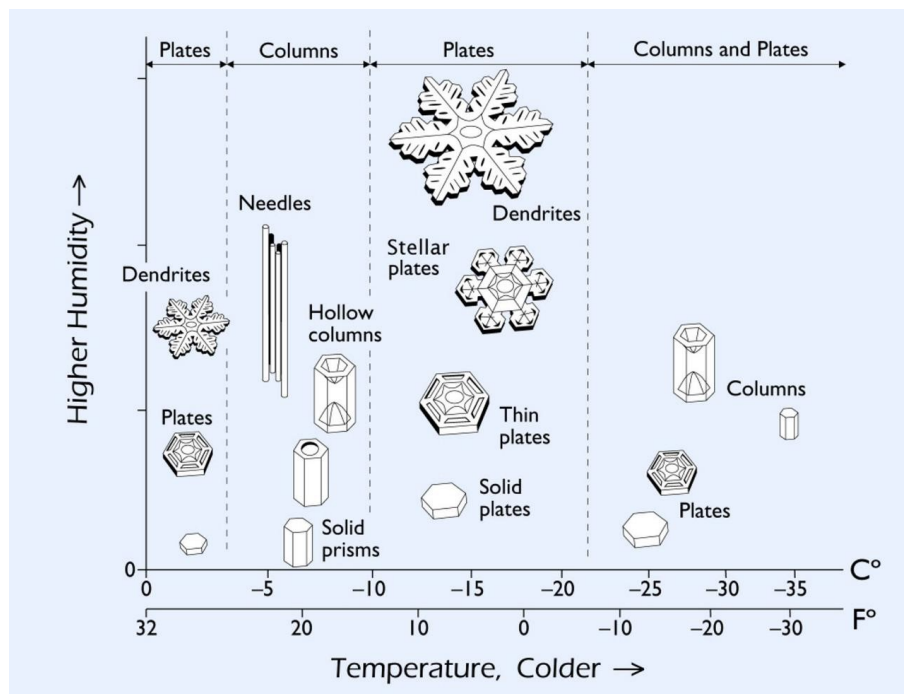 Plates
Columns
Plates
Columns and Plates
Dendrites
Needles
Stellar
plates
Dendrites
Hollow
columns
Columns
Plates
Thin
plates
Solid
plates
Plates
Solid
prisms
Higher Humidity →
0
0 −5 −10 −15 −20 −25 −30 −35 C°
32 20 10 0 −10 −20 −30 F°
Temperature, Colder →